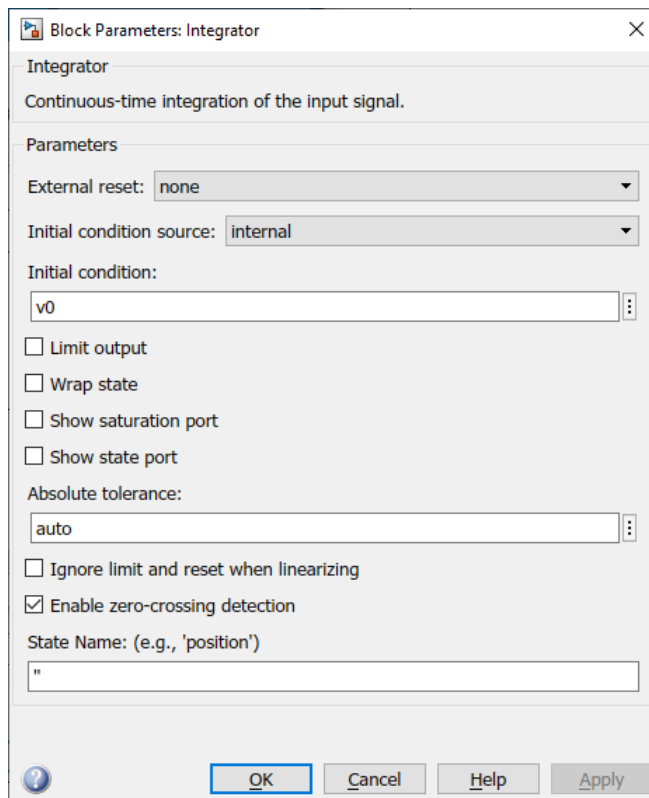 Block Parameters: Integrator
Integrator
Continuous-time integration of the input signal.
Parameters
External reset: none
Initial condition source: internal
Initial condition:
v0
Limit output
Wrap state
Show saturation port
Show state port
Absolute tolerance:
auto
Ignore limit and reset when linearizing
Enable zero-crossing detection
State Name: (e.g., 'position')
''
OK Cancel Help Apply